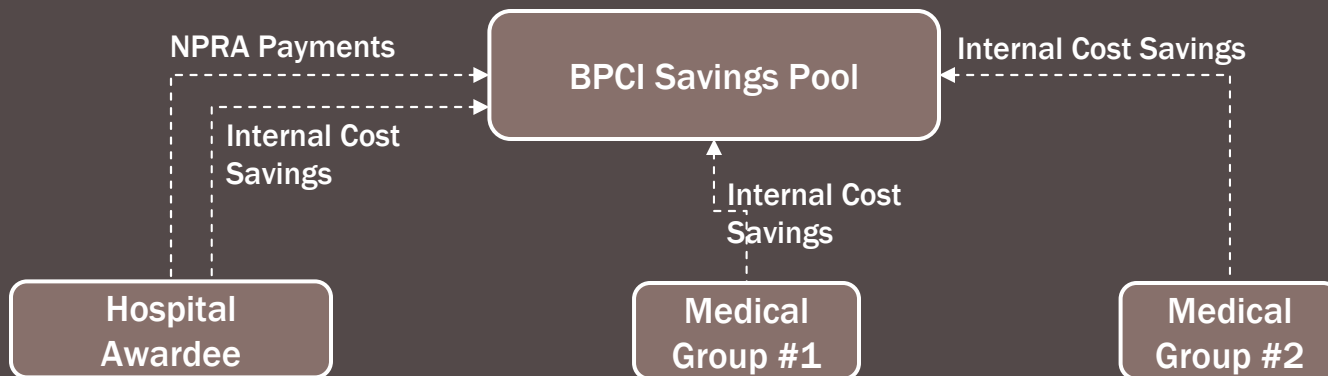 NPRA Payments
BPCI Savings Pool
Internal Cost Savings
Internal Cost
Savings
Internal Cost
Savings
Hospital
Awardee
Medical
Group #1
Medical
Group #2